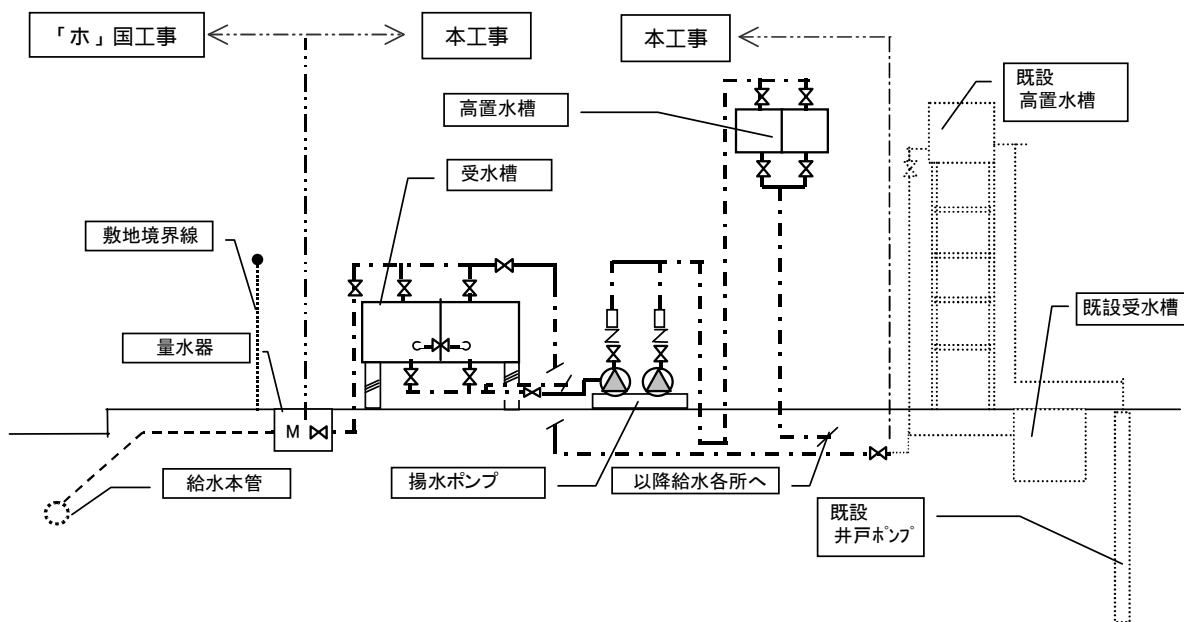 「ホ」国工事
本工事
本工事
既設
高置水槽
高置水槽
受水槽
敷地境界線
既設受水槽
量水器
M
給水本管
揚水ポンプ
以降給水各所へ
既設
井戸ﾎﾟﾝﾌﾟ